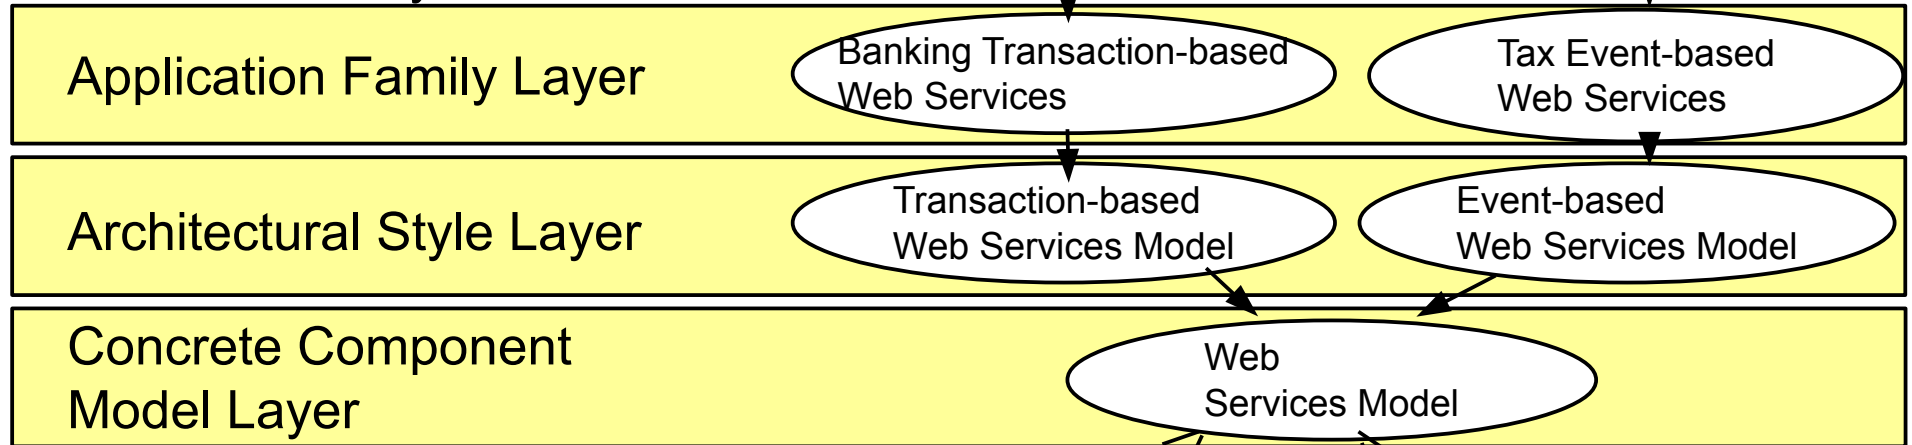 Application Family Layer
Banking Transaction-based
Web Services
Tax Event-based
Web Services
Architectural Style Layer
Transaction-based
Web Services Model
Event-based
Web Services Model
Concrete Component
Model Layer
Web
Services Model